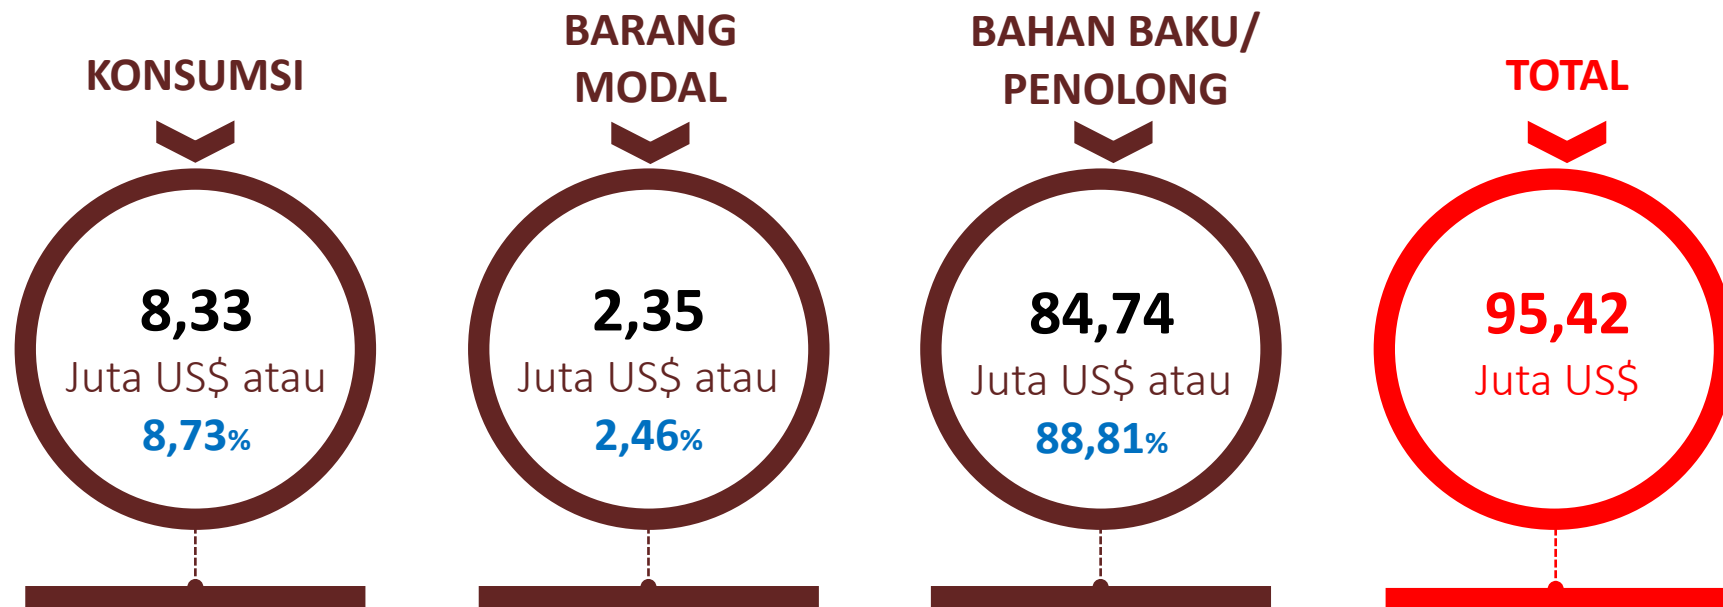 KONSUMSI
8,33
Juta US$ atau
8,73%
BARANG
MODAL
2,35
Juta US$ atau
2,46%
BAHAN BAKU/
PENOLONG
84,74
Juta US$ atau
88,81%
TOTAL
95,42
Juta US$